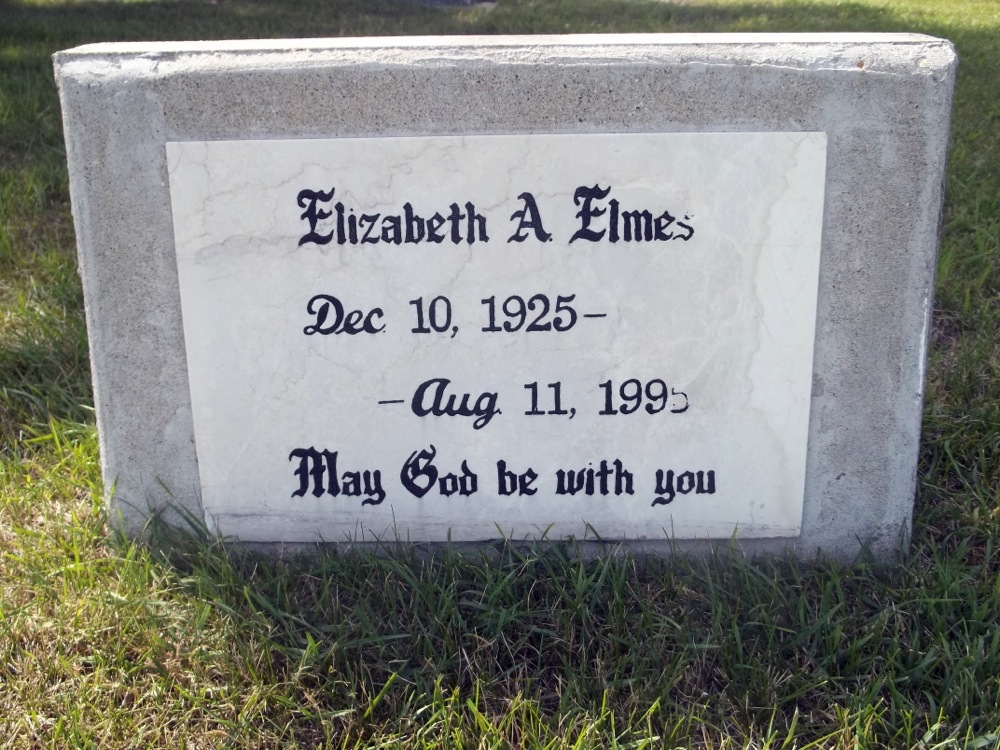 Elizabeth A. Elmes
Dec. 10, 1925-
-Aug. 11, 1995
May God be with you